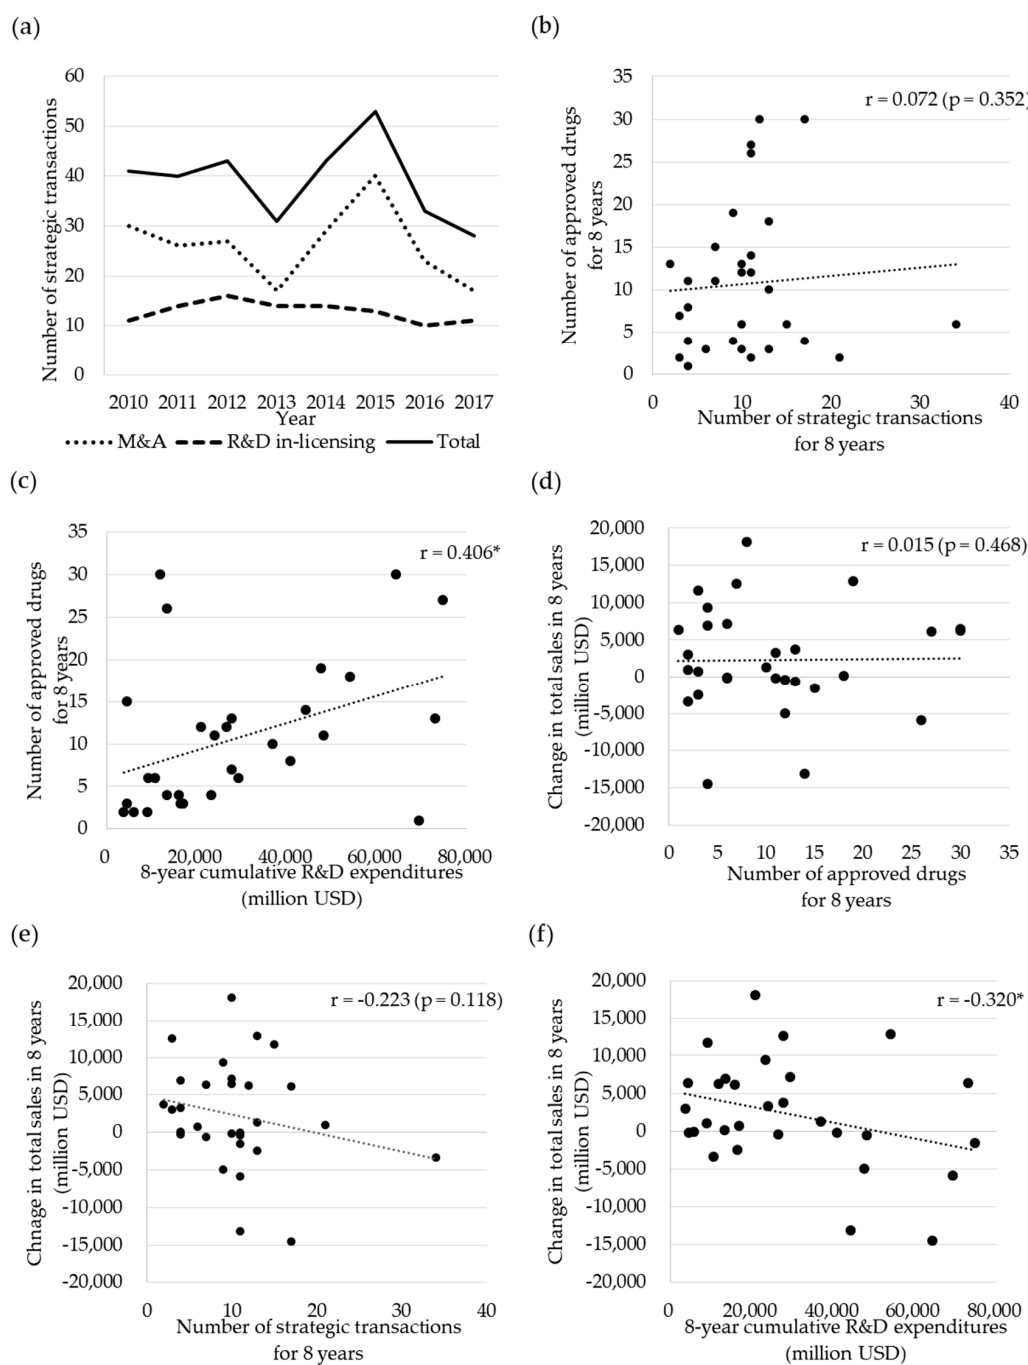 (a)
Number of strategic transactions
60
50
40
30
20
10
0
2010 2011 2012 2013 2014 2015 2016 2017
Year
M&A R&D in-licensing Total
(b)
Number of approved drugs
for 8 years
35
30
25
20
15
10
5
0
r = 0.072 (p = 0.352)
0 10 20 30 40
Number of strategic transactions
for 8 years
(c)
Number of approved drugs
for 8 years
35
30
25
20
15
10
5
0
r = 0.406*
0 20,000 40,000 60,000 80,000
8-year cumulative R&D expenditures
(million USD)
(d)
Change in total sales in 8 years
(million USD)
20,000
15,000
10,000
5,000
0
-5,000
-10,000
-15,000
-20,000
r = 0.015 (p = 0.468)
0 5 10 15 20 25 30 35
Number of approved drugs
for 8 years
(e)
Chnage in total sales in 8 years
(million USD)
20,000
15,000
10,000
5,000
0
-5,000
-10,000
-15,000
-20,000
r = -0.223 (p = 0.118)
0 10 20 30 40
Number of strategic transactions
for 8 years
(f)
Change in total sales in 8 years
(million USD)
20,000
15,000
10,000
5,000
0
-5,000
-10,000
-15,000
-20,000
r = -0.320*
0 20,000 40,000 60,000 80,000
8-year cumulative R&D expenditures
(million USD)